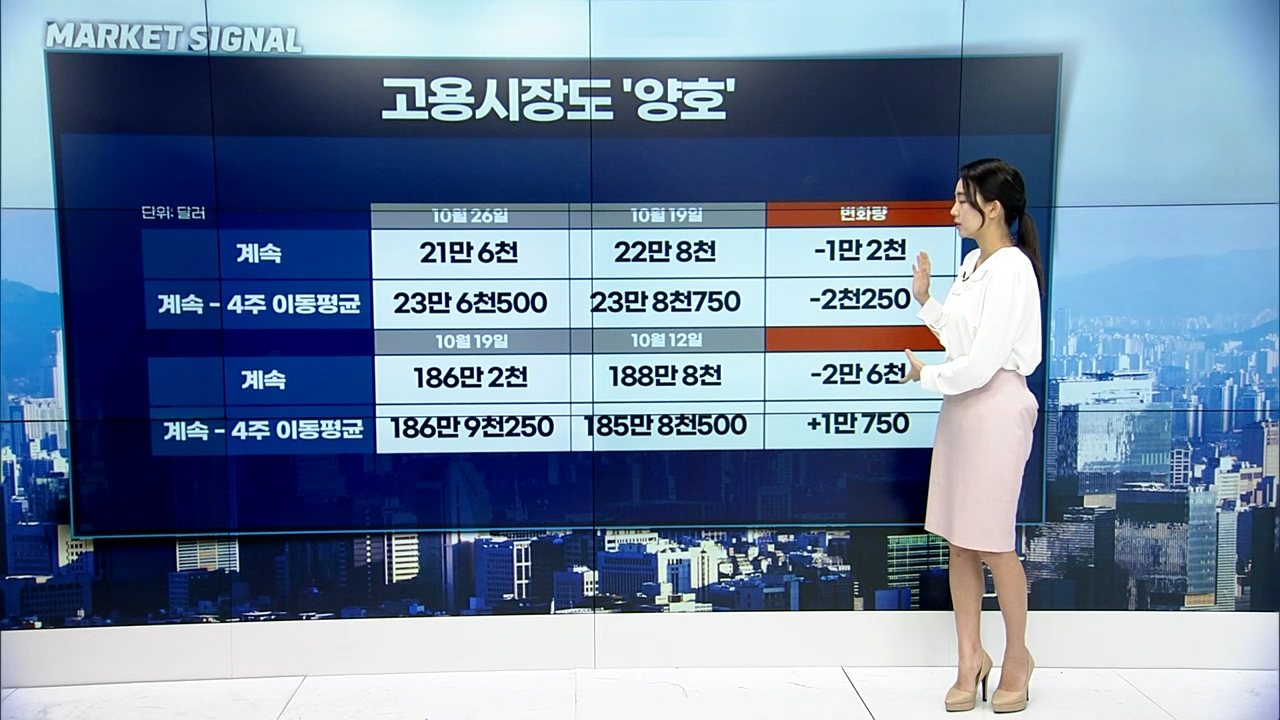 MARKET SIGNAL
고용시장도 '양호'
단위: 달러 10월 26일 10월 19일 변화량
계속 21만 6천 22만 8천 -1만 2천
계속 - 4주 이동평균 23만 6천500 23만 8천750 -2천250
10월 19일 10월 12일
계속 186만 2천 188만 8천 -2만 6천
계속 - 4주 이동평균 186만 9천250 185만 8천500 +1만 750